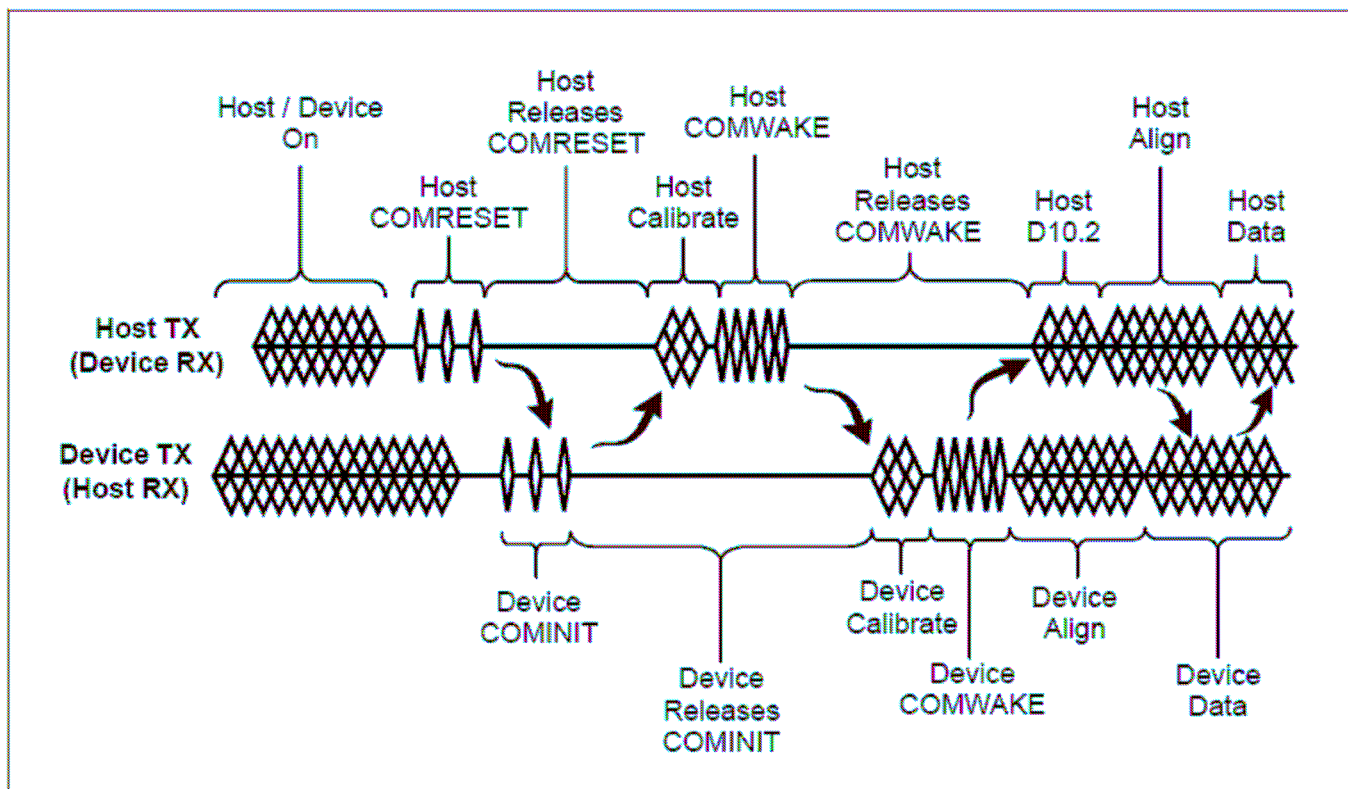 Host / Device
On
Host
COMRESET
Host
Releases
COMRESET
Host
Calibrate
Host
COMWAKE
Host
Releases
COMWAKE
Host
D10.2
Host
Align
Host
Data
Host TX
(Device RX)
Device TX
(Host RX)
Device
COMINIT
Device
Releases
COMINIT
Device
Calibrate
Device
COMWAKE
Device
Align
Device
Data